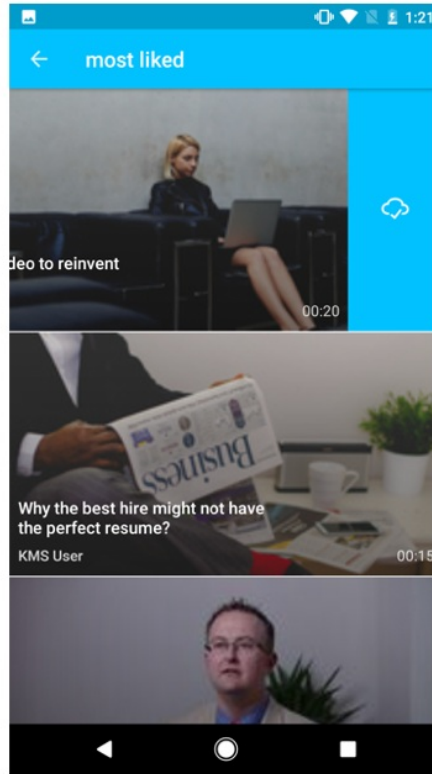 1:21
most liked
deo to reinvent
00:20
Business
Why the best hire might not have
the perfect resume?
KMS User
00:15